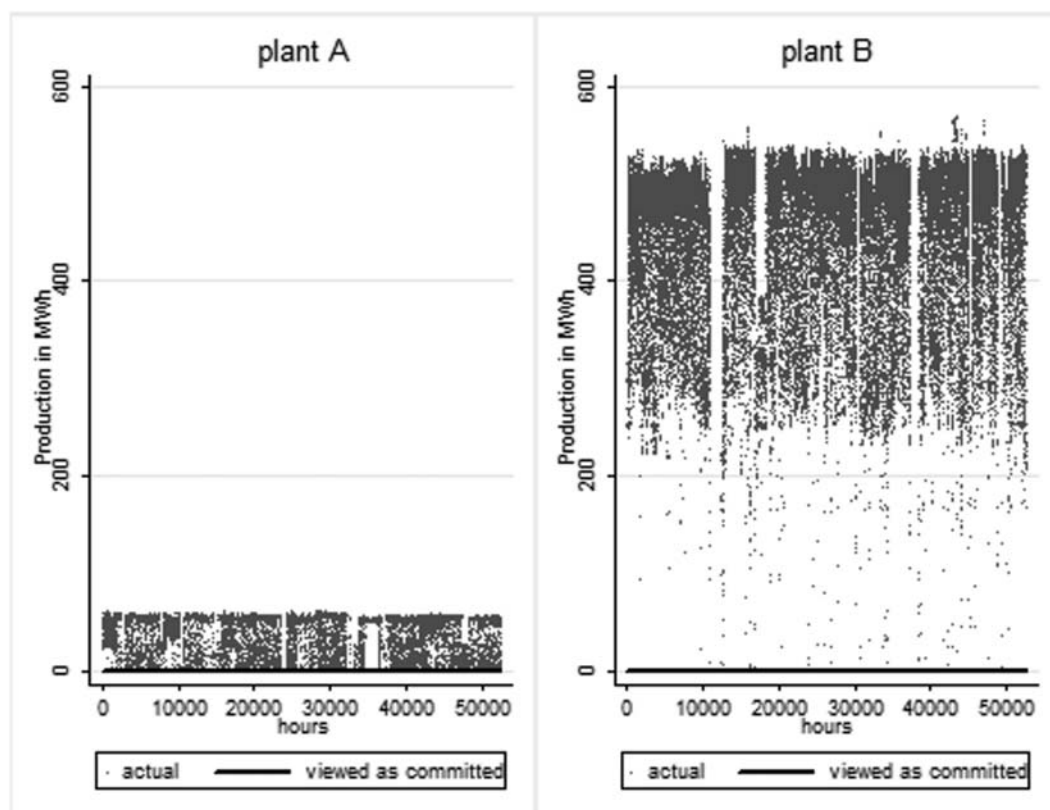 plant A
Production in MWh
600
400
200
0
0 10000 20000 30000 40000 50000
hours
actual viewed as committed
plant B
Production in MWh
600
400
200
0
0 10000 20000 30000 40000 50000
hours
actual viewed as committed